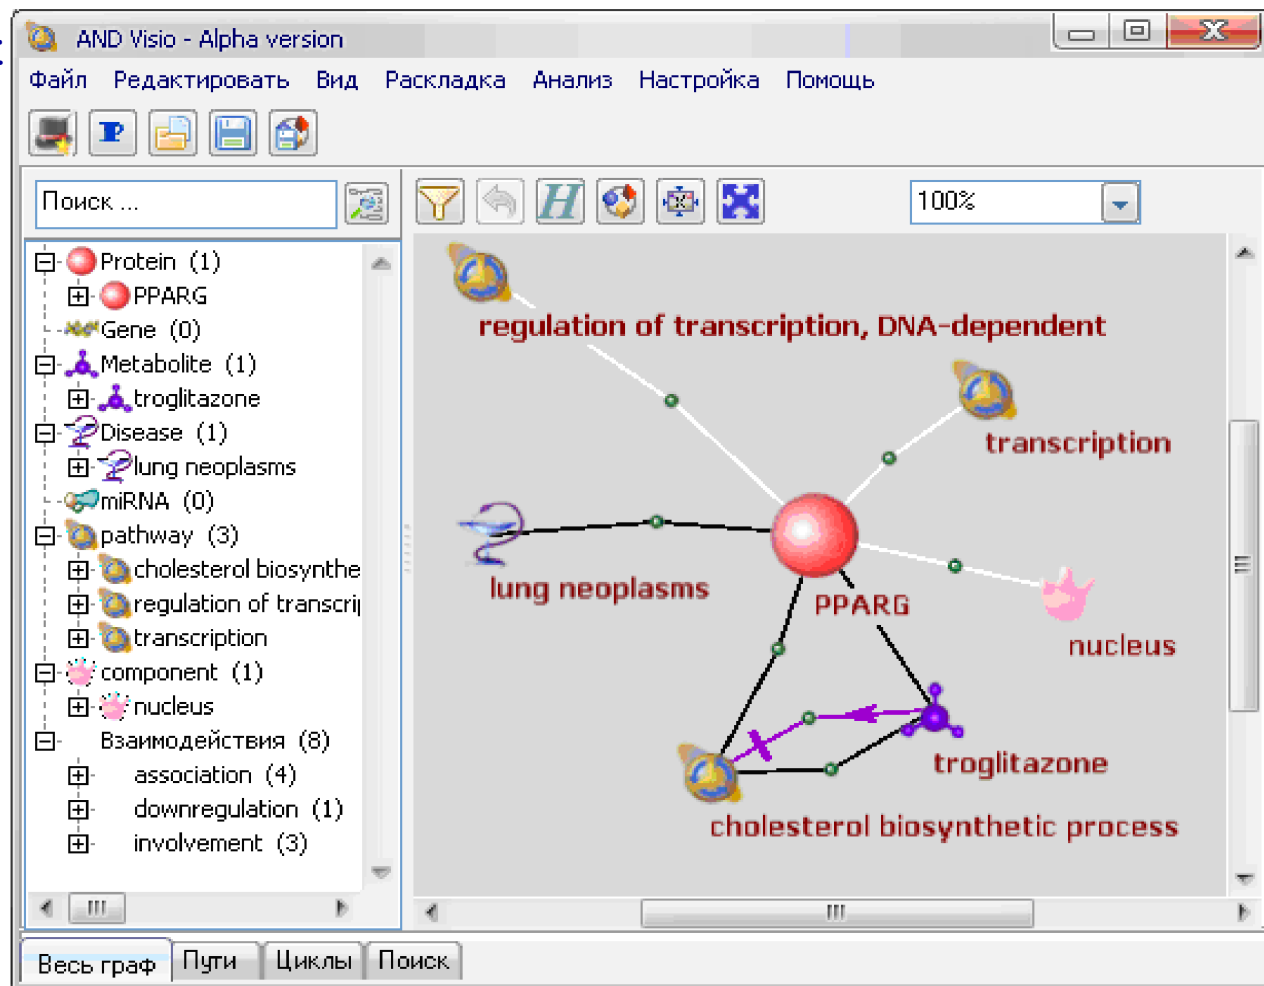 AND Visio - Alpha version
Файл Редактировать Вид Раскладка Анализ Настройка Помощь
P
Поиск ...
H
100%
Protein (1)
PPARG
Gene (0)
Metabolite (1)
troglitazone
Disease (1)
lung neoplasms
miRNA (0)
pathway (3)
cholesterol biosynthe
regulation of transcrip
transcription
component (1)
nucleus
Взаимодействия (8)
association (4)
downregulation (1)
involvement (3)
regulation of transcription, DNA-dependent
transcription
lung neoplasms
PPARG
nucleus
troglitazone
cholesterol biosynthetic process
Весь граф Пути Циклы Поиск